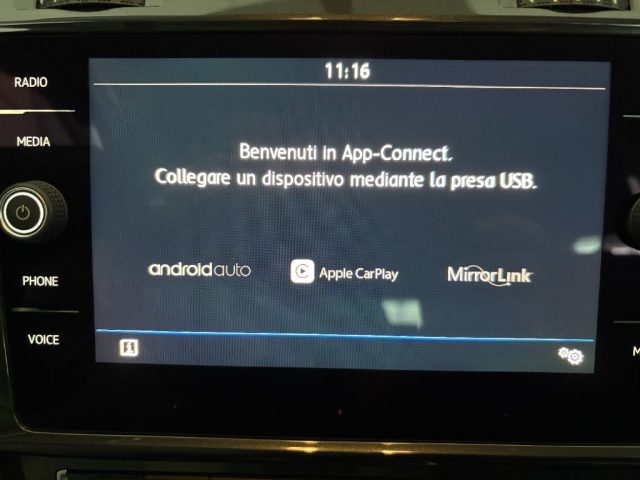 11:16
RADIO
MEDIA
PHONE
VOICE
Benvenuti in App-Connect.
Collegare un dispositivo mediante la presa USB.
androidauto
Apple CarPlay
MirrorLink